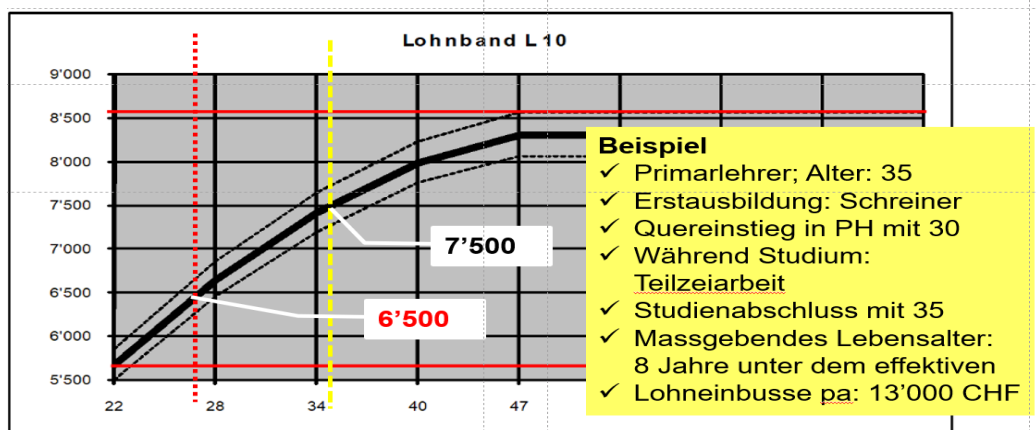 Lohnband L 10
9'000
8'500
8'000
7'500
7'000
6'500
6'000
5'500
22
28
34
40
47
7’500
6’500
Beispiel
✓ Primarlehrer; Alter: 35
✓ Erstausbildung: Schreiner
✓ Quereinstieg in PH mit 30
✓ Während Studium:
Teilzeiarbeit
✓ Studienabschluss mit 35
✓ Massgebendes Lebensalter:
8 Jahre unter dem effektiven
✓ Lohneinbusse pa: 13’000 CHF